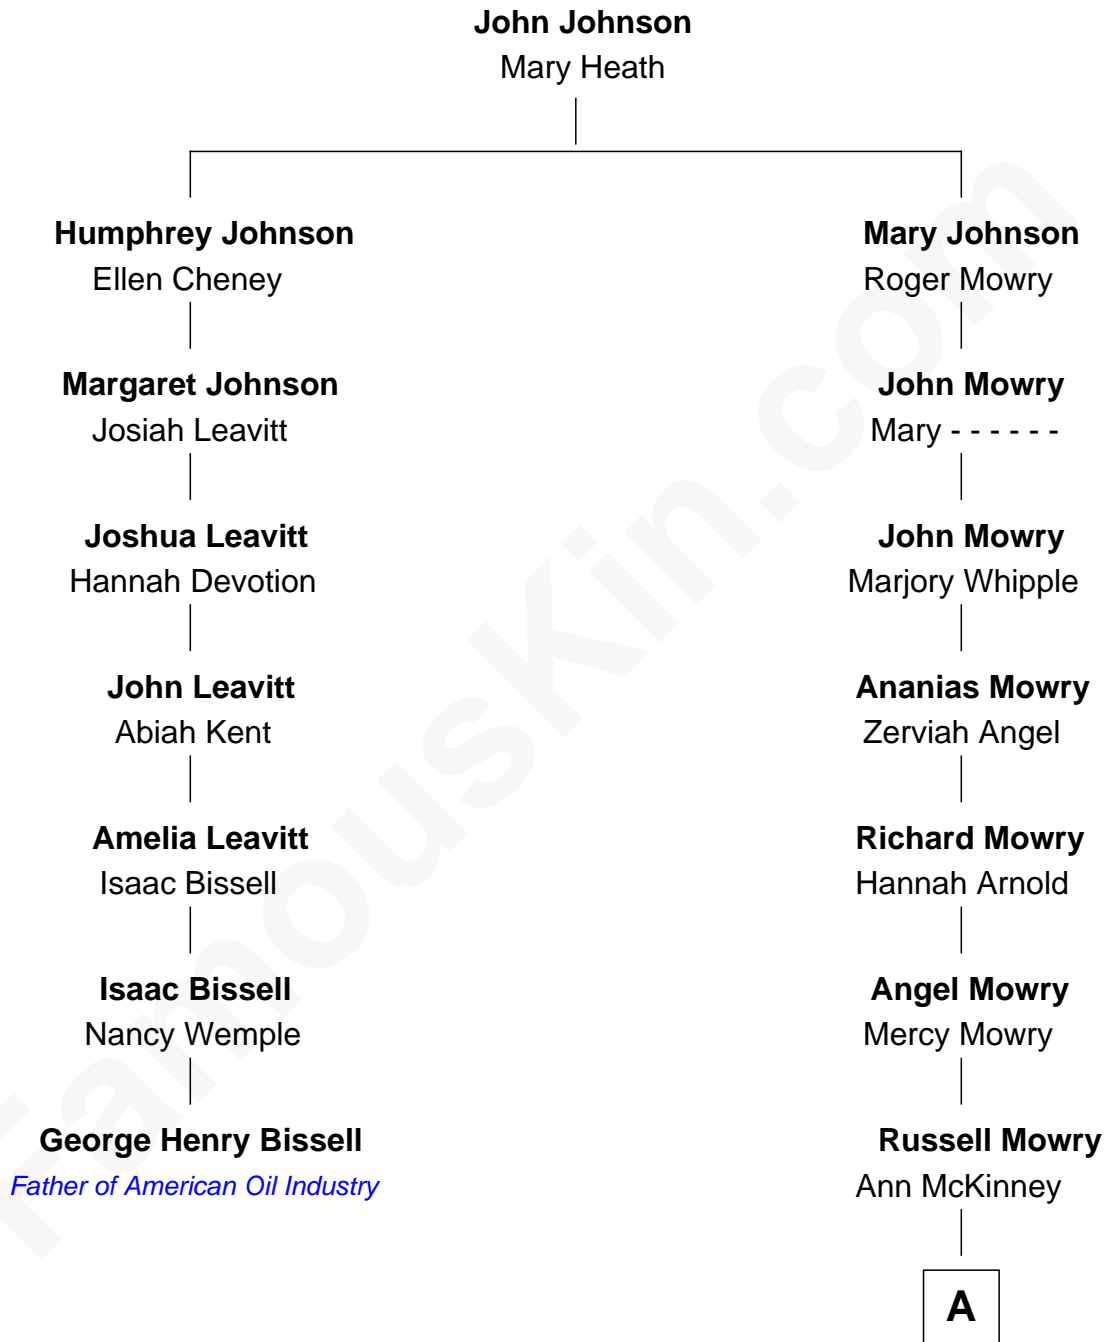 John Johnson
Mary Heath
Humphrey Johnson
Ellen Cheney
Margaret Johnson
Josiah Leavitt
Joshua Leavitt
Hannah Devotion
John Leavitt
Abiah Kent
Amelia Leavitt
Isaac Bissell
Isaac Bissell
Nancy Wemple
George Henry Bissell
Father of American Oil Industry
Mary Johnson
Roger Mowry
John Mowry
Mary - - - - - -
John Mowry
Marjory Whipple
Ananias Mowry
Zerviah Angel
Richard Mowry
Hannah Arnold
Angel Mowry
Mercy Mowry
Russell Mowry
Ann McKinney
A
FamousKin.com